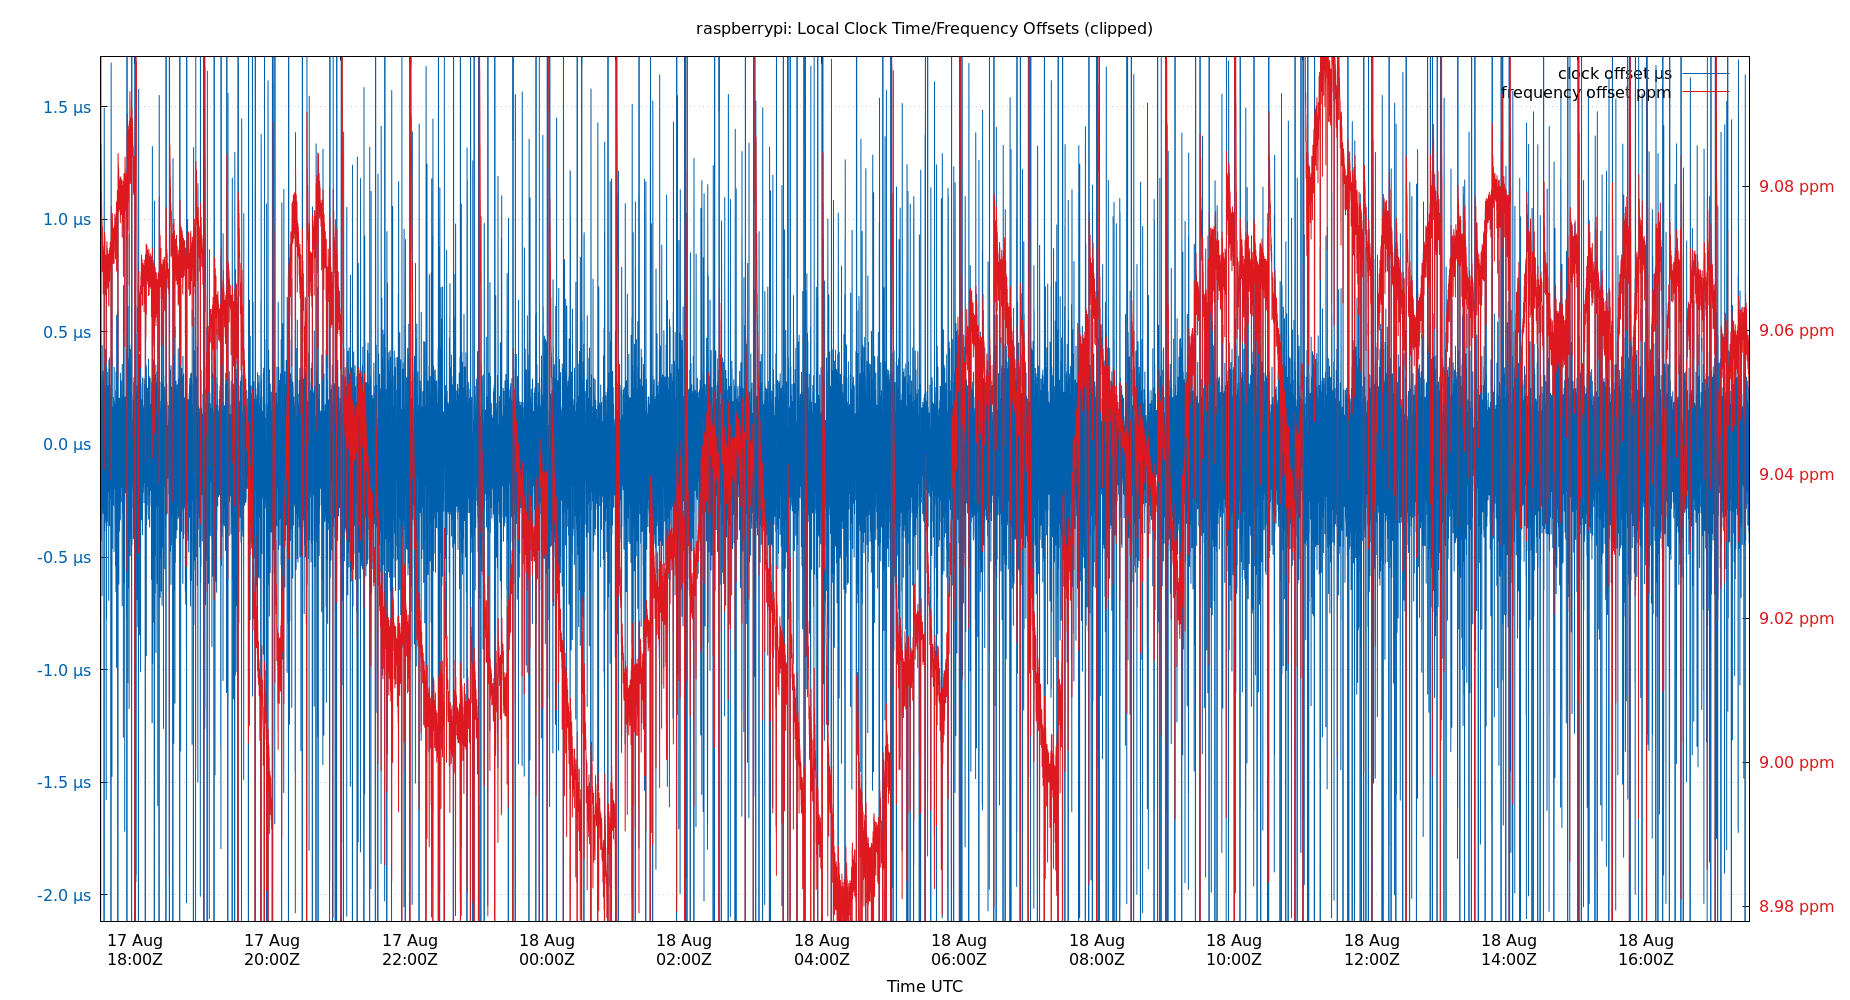 raspberrypi: Local Clock Time/Frequency Offsets (clipped)
clock offset µs
frequency offset ppm
1.5 µs
1.0 µs
0.5 µs
0.0 µs
-0.5 µs
-1.0 µs
-1.5 µs
-2.0 µs
9.08 ppm
9.06 ppm
9.04 ppm
9.02 ppm
9.00 ppm
8.98 ppm
17 Aug 17 Aug 17 Aug 18 Aug 18 Aug 18 Aug 18 Aug 18 Aug 18 Aug 18 Aug 18 Aug 18 Aug
18:00Z 20:00Z 22:00Z 00:00Z 02:00Z 04:00Z 06:00Z 08:00Z 10:00Z 12:00Z 14:00Z 16:00Z
Time UTC